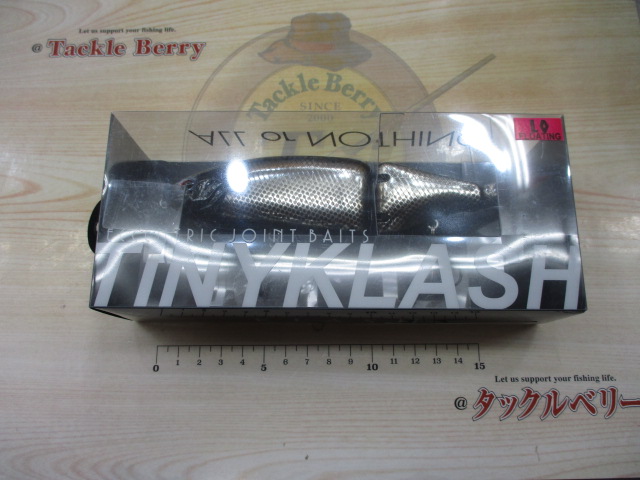 Let us support your fishing life.
@ Tackle Berry
Tackle Berry
SINCE
LO
FLOATING
ALL or NOTHING
RIC JOINT BAITS
TiNYKLASH
0 1 2 3 4 5 6 7 8 9 10 11 12 13 14 15
Let us support your fishing life.
@ タックルベリー